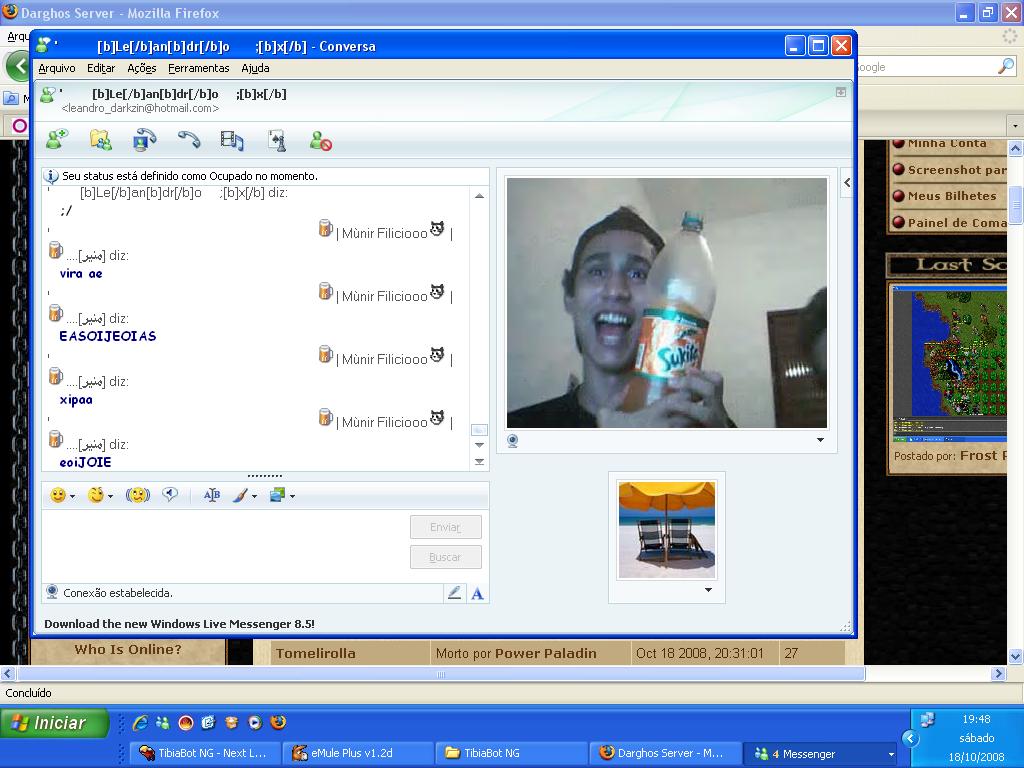 Darghos Server - Mozilla Firefox
' [b]Le[/b]an[b]dr[/b]o ;[b]x[/b] - Conversa
Arquivo Editar Ações Ferramentas Ajuda
' [b]Le[/b]an[b]dr[/b]o ;[b]x[/b]
<leandro_darkzin@hotmail.com>
Seu status está definido como Ocupado no momento.
' [b]Le[/b]an[b]dr[/b]o ;[b]x[/b] diz:
;/
' | Mùnir Filiciooo |
....[منير] diz:
vira ae
' | Mùnir Filiciooo |
....[منير] diz:
EASOIJEOIAS
' | Mùnir Filiciooo |
....[منير] diz:
xipaa
' | Mùnir Filiciooo |
....[منير] diz:
eoiJOIE
Sukita
Enviar
Buscar
Conexão estabelecida.
Download the new Windows Live Messenger 8.5!
Arqu
oogle
Minha Conta
Screenshot par
Meus Bilhetes
Painel de Coma
Last Sc
Postado por: Frost
Who Is Online?
Tomelirolla Morto por Power Paladin Oct 18 2008, 20:31:01 27
Concluído
Iniciar
TibiaBot NG - Next L...
eMule Plus v1.2d
TibiaBot NG
Darghos Server - M...
4 Messenger
19:48
sábado
18/10/2008